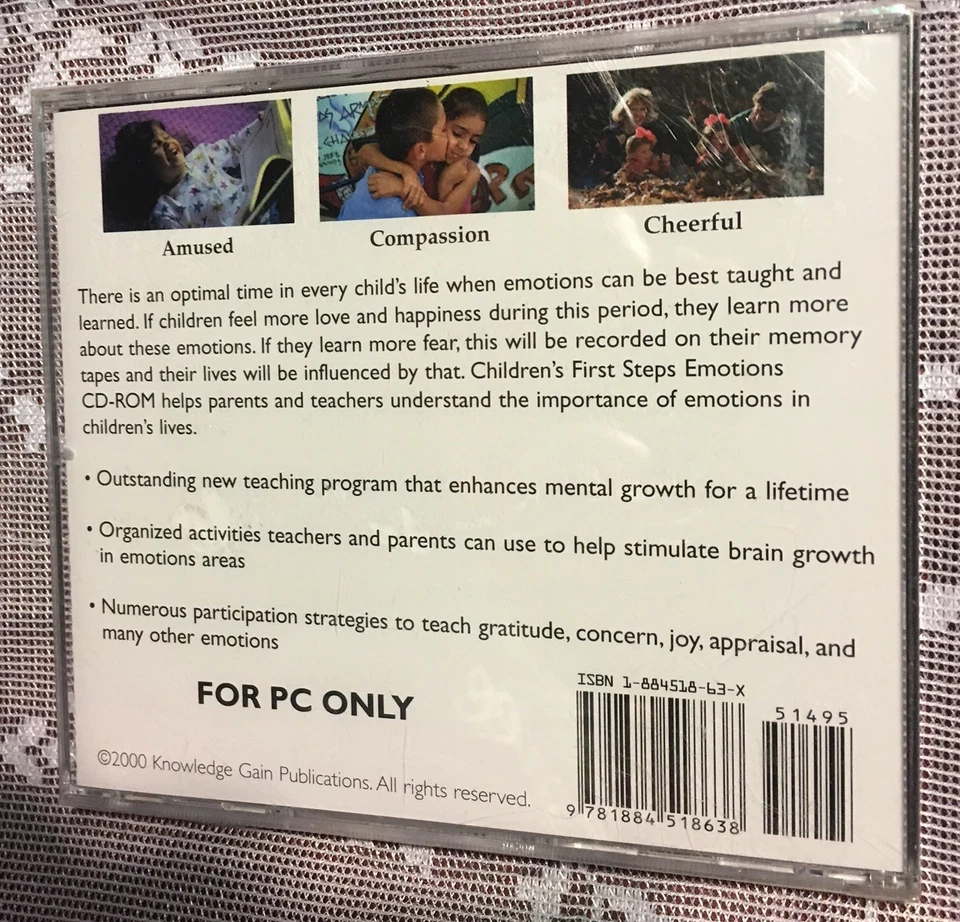 Amused
Compassion
Cheerful
There is an optimal time in every child's life when emotions can be best taught and
learned. If children feel more love and happiness during this period, they learn more
about these emotions. If they learn more fear, this will be recorded on their memory
tapes and their lives will be influenced by that. Children's First Steps Emotions
CD-ROM helps parents and teachers understand the importance of emotions in
children's lives.
• Outstanding new teaching program that enhances mental growth for a lifetime
• Organized activities teachers and parents can use to help stimulate brain growth
in emotions areas
• Numerous participation strategies to teach gratitude, concern, joy, appraisal, and
many other emotions
FOR PC ONLY
©2000 Knowledge Gain Publications. All rights reserved.
ISBN 1-884518-63-X
51495
9 781884 518638